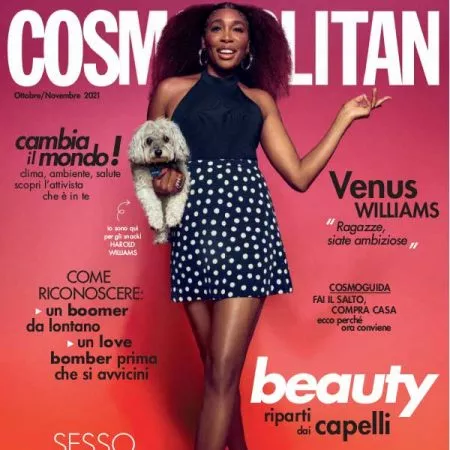 COSMOPOLITAN
Ottobre/Novembre 2021
cambia
il mondo!
clima, ambiente, salute
scopri l'attivista
che è in te
io sono qui
per gli snack!
HAROLD
WILLIAMS
Venus
WILLIAMS
"Ragazze,
siate ambiziose"
COME
RICONOSCERE:
un boomer
da lontano
un love
bomber prima
che si avvicini
COSMOGUIDA
FAI IL SALTO,
COMPRA CASA
ecco perché
ora conviene
beauty
riparti
dai capelli
SESSO